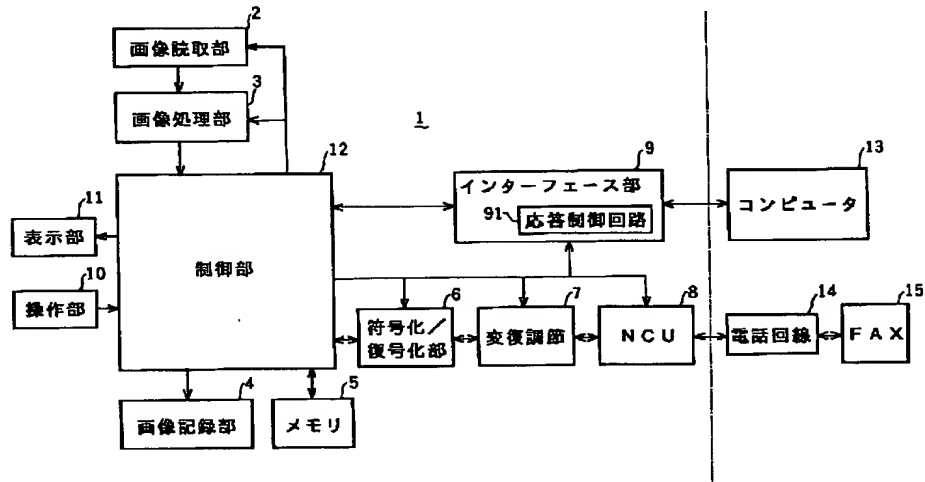 2
画像読取部
3
画像処理部
1
12
9
13
インターフェース部
91
応答制御回路
コンピュータ
11
表示部
制御部
10
操作部
6
符号化／
復号化部
7
変復調節
8
NCU
14
電話回線
15
FAX
4
画像記録部
5
メモリ